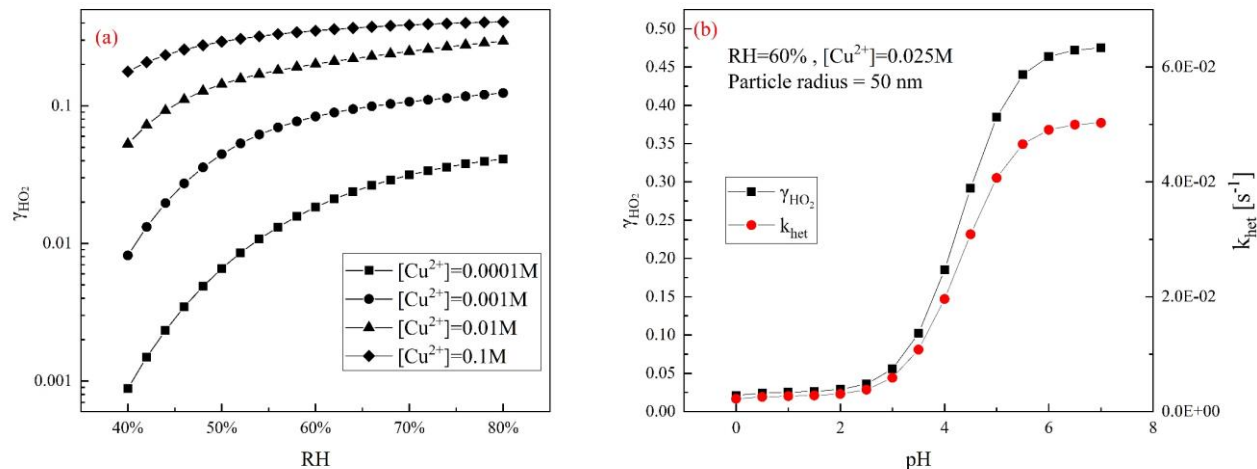 (a)
0.1
0.01
0.001
γHO₂
40%
50%
60%
70%
80%
RH
[Cu²⁺]=0.0001M
[Cu²⁺]=0.001M
[Cu²⁺]=0.01M
[Cu²⁺]=0.1M
(b)
RH=60% , [Cu²⁺]=0.025M
Particle radius = 50 nm
γHO₂
khet
0.50
0.45
0.40
0.35
0.30
0.25
0.20
0.15
0.10
0.05
0.00
γHO₂
0
2
4
6
8
pH
6.0E-02
4.0E-02
2.0E-02
0.0E+00
khet [s⁻¹]